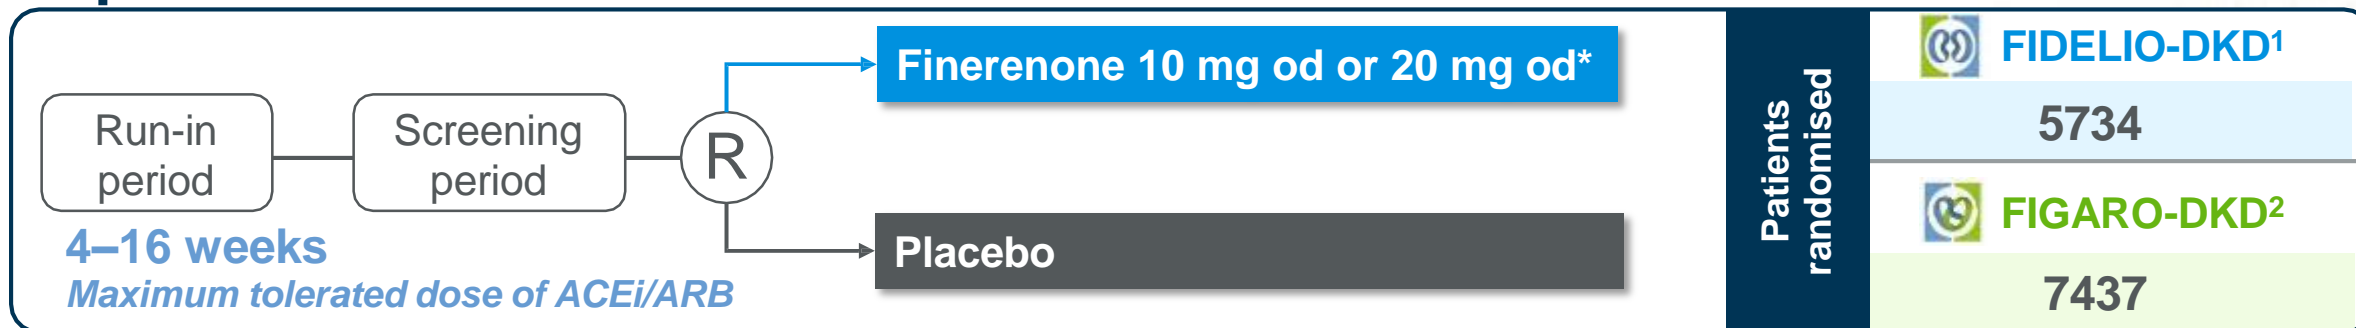 Run-in
period
Screening
period
R
4–16 weeks
Maximum tolerated dose of ACEi/ARB
Finerenone 10 mg od or 20 mg od*
Placebo
Patients
randomised
FIDELIO-DKD¹
5734
FIGARO-DKD²
7437